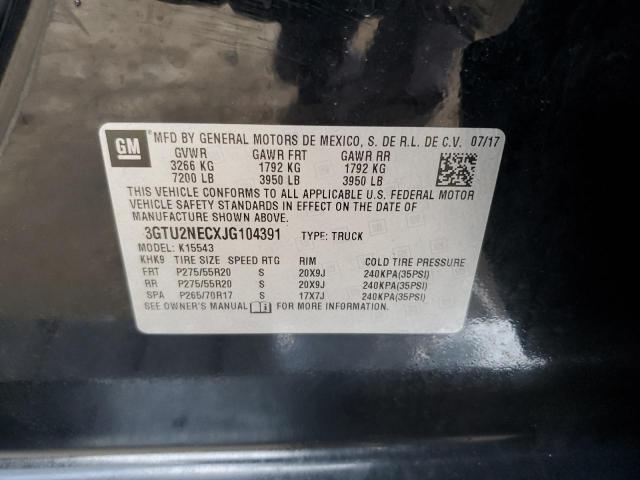 GM
MFD BY GENERAL MOTORS DE MEXICO, S. DE R.L. DE C.V. 07/17
GVWR GAWR FRT GAWR RR
3266 KG 1792 KG 1792 KG
7200 LB 3950 LB 3950 LB
THIS VEHICLE CONFORMS TO ALL APPLICABLE U.S. FEDERAL MOTOR
VEHICLE SAFETY STANDARDS IN EFFECT ON THE DATE OF
MANUFACTURE SHOWN ABOVE.
3GTU2NECXJG104391 TYPE: TRUCK
MODEL: K15543
KHK9 TIRE SIZE SPEED RTG RIM COLD TIRE PRESSURE
FRT P275/55R20 S 20X9J 240KPA(35PSI)
RR P275/55R20 S 20X9J 240KPA(35PSI)
SPA P265/70R17 S 17X7J 240KPA(35PSI)
SEE OWNER'S MANUAL FOR MORE INFORMATION